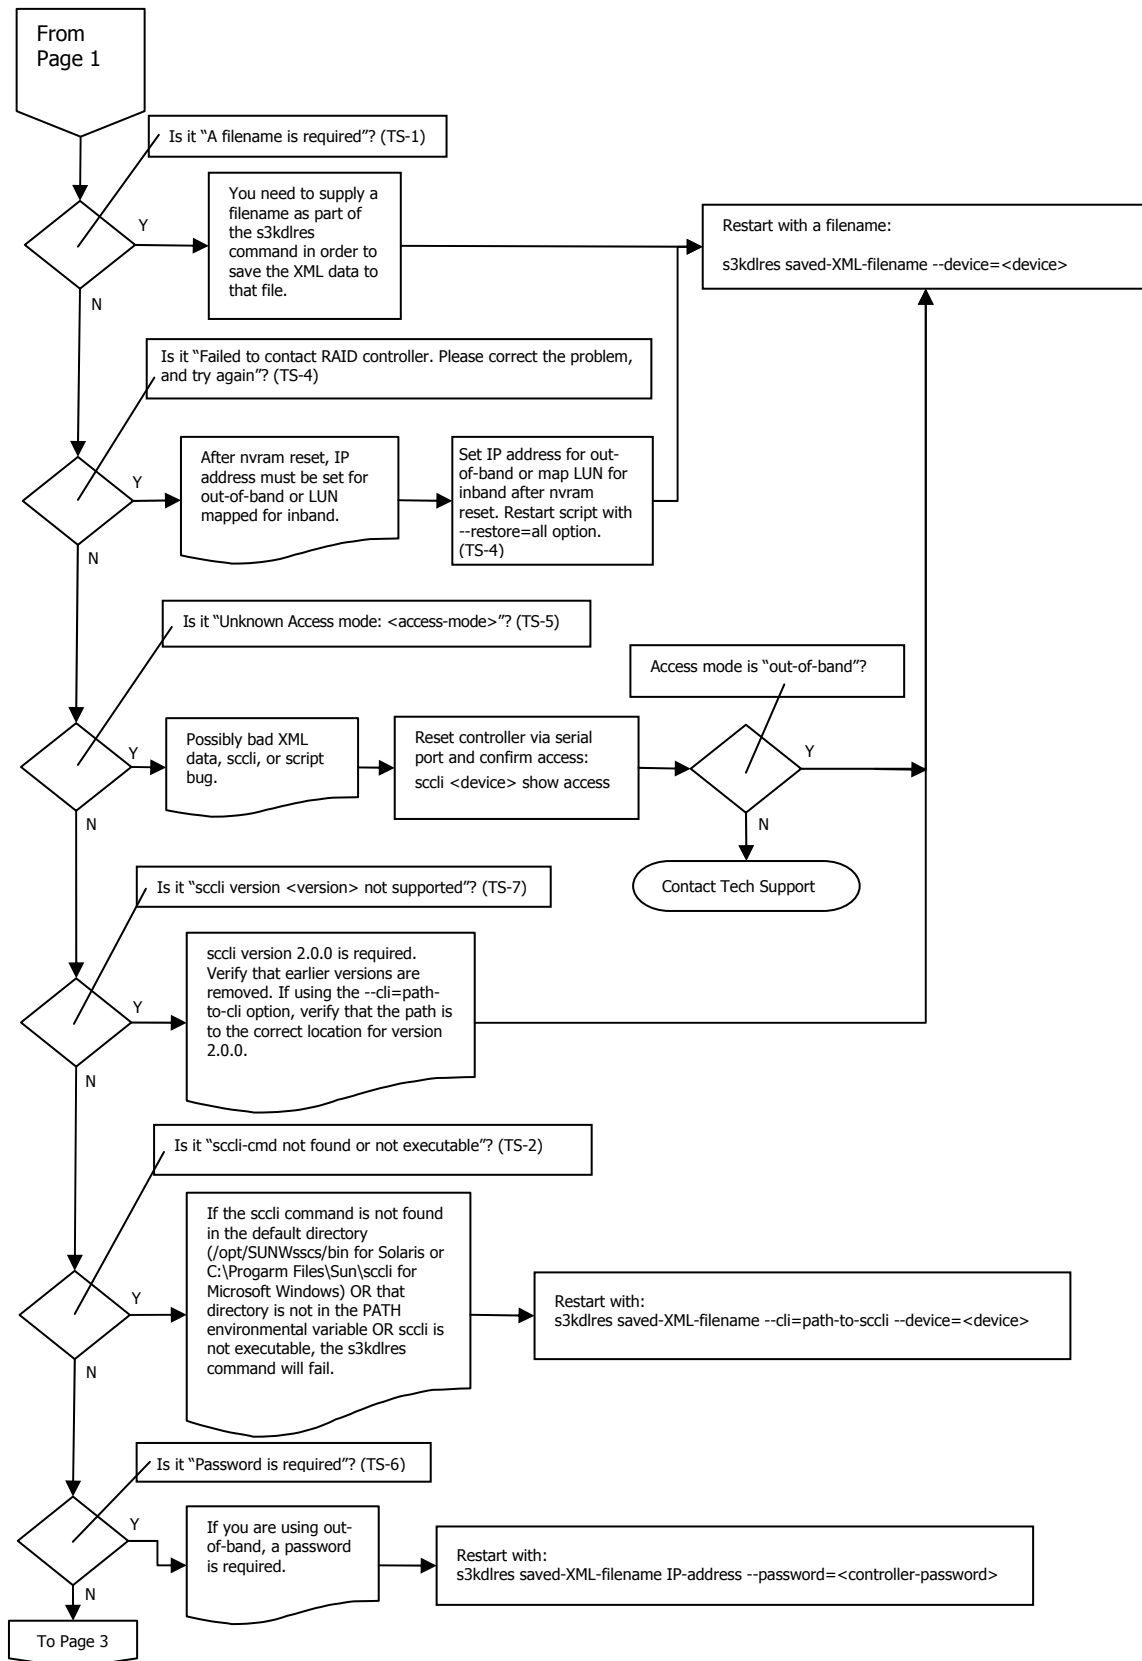 From
Page 1
Is it “A filename is required”? (TS-1)
Y
You need to supply a
filename as part of
the s3kdlres
command in order to
save the XML data to
that file.
Restart with a filename:
s3kdlres saved-XML-filename --device=<device>
N
Is it “Failed to contact RAID controller. Please correct the problem,
and try again”? (TS-4)
Y
After nvram reset, IP
address must be set for
out-of-band or LUN
mapped for inband.
Set IP address for out-
of-band or map LUN for
inband after nvram
reset. Restart script with
--restore=all option.
(TS-4)
N
Is it “Unknown Access mode: <access-mode>”? (TS-5)
Access mode is “out-of-band”?
Y
Possibly bad XML
data, sccli, or script
bug.
Reset controller via serial
port and confirm access:
sccli <device> show access
Y
N
N
Contact Tech Support
Is it “sccli version <version> not supported”? (TS-7)
Y
sccli version 2.0.0 is required.
Verify that earlier versions are
removed. If using the --cli=path-
to-cli option, verify that the path is
to the correct location for version
2.0.0.
N
Is it “sccli-cmd not found or not executable”? (TS-2)
Y
If the sccli command is not found
in the default directory
(/opt/SUNWsscs/bin for Solaris or
C:\Progarm Files\Sun\sccli for
Microsoft Windows) OR that
directory is not in the PATH
environmental variable OR sccli is
not executable, the s3kdlres
command will fail.
Restart with:
s3kdlres saved-XML-filename --cli=path-to-sccli --device=<device>
N
Is it “Password is required”? (TS-6)
Y
If you are using out-
of-band, a password
is required.
Restart with:
s3kdlres saved-XML-filename IP-address --password=<controller-password>
N
To Page 3